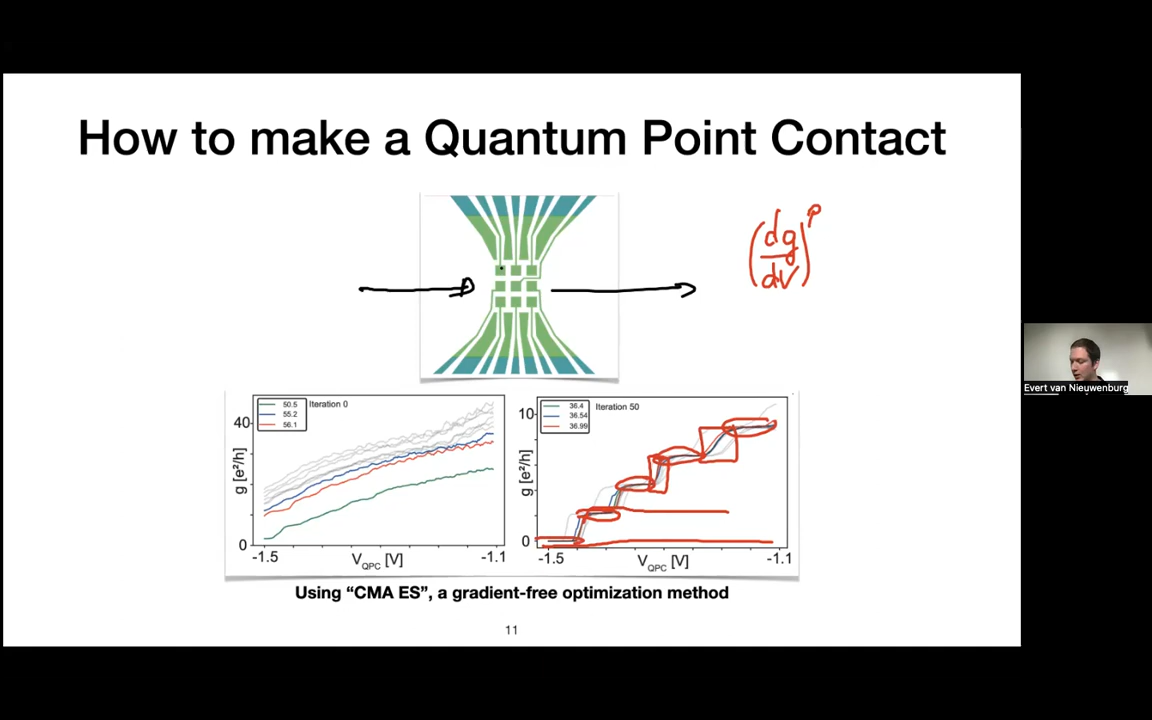 How to make a Quantum Point Contact
(dg/dV)^p
50.5 Iteration 0
55.2
56.1
40
g [e²/h]
0
-1.5 V_QPC [V] -1.1
36.4 Iteration 50
36.54
36.99
10
g [e²/h]
0
-1.5 V_QPC [V] -1.1
Using “CMA ES”, a gradient-free optimization method
11
Evert van Nieuwenburg